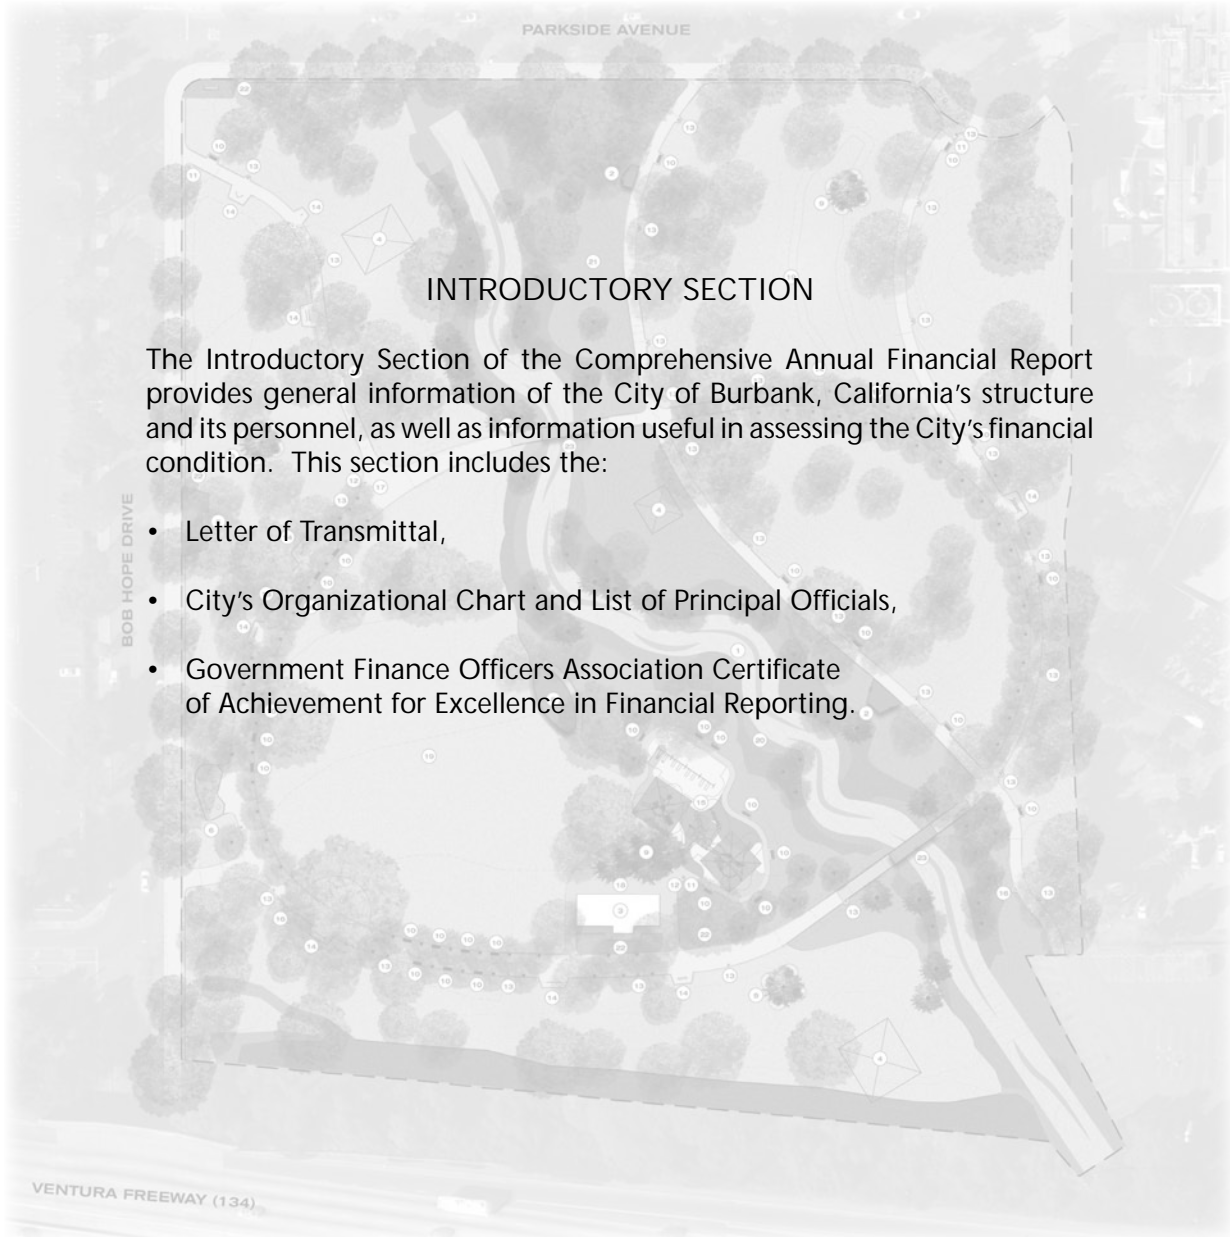 PARKSIDE AVENUE
INTRODUCTORY SECTION
The Introductory Section of the Comprehensive Annual Financial Report
provides general information of the City of Burbank, California's structure
and its personnel, as well as information useful in assessing the City's financial
condition. This section includes the:
• Letter of Transmittal,
• City's Organizational Chart and List of Principal Officials,
• Government Finance Officers Association Certificate
of Achievement for Excellence in Financial Reporting.
BOB HOPE DRIVE
VENTURA FREEWAY (134)